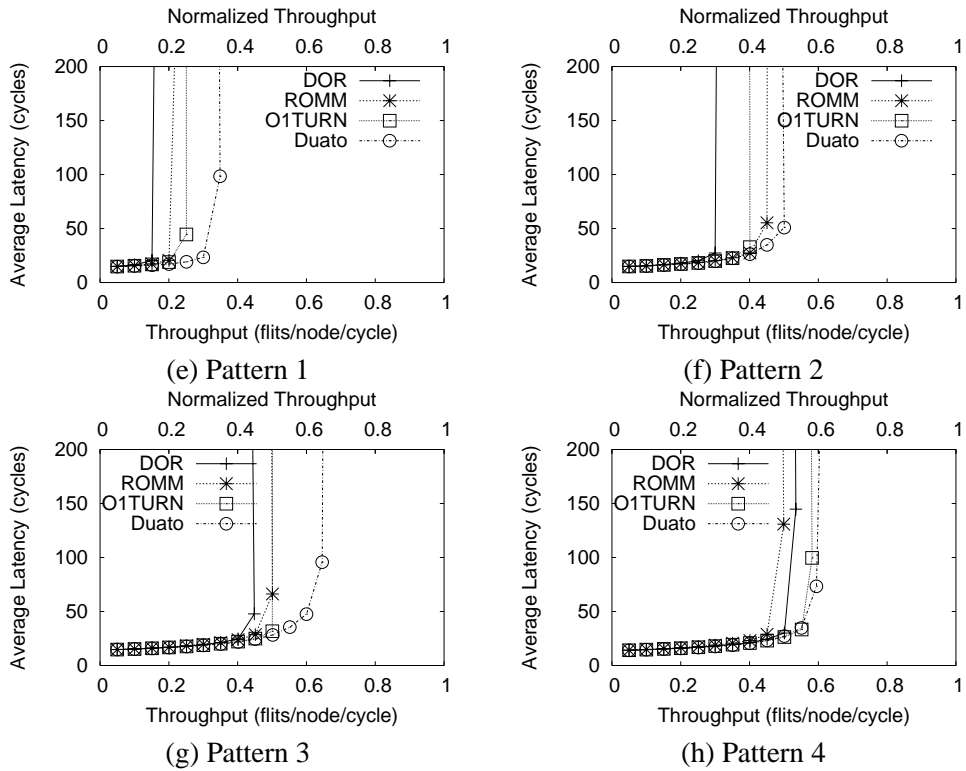 Normalized Throughput
0 0.2 0.4 0.6 0.8 1
200
150
100
50
0
Average Latency (cycles)
DOR
ROMM
O1TURN
Duato
0 0.2 0.4 0.6 0.8 1
Throughput (flits/node/cycle)
(e) Pattern 1
Normalized Throughput
0 0.2 0.4 0.6 0.8 1
200
150
100
50
0
Average Latency (cycles)
DOR
ROMM
O1TURN
Duato
0 0.2 0.4 0.6 0.8 1
Throughput (flits/node/cycle)
(f) Pattern 2
Normalized Throughput
0 0.2 0.4 0.6 0.8 1
200
150
100
50
0
Average Latency (cycles)
DOR
ROMM
O1TURN
Duato
0 0.2 0.4 0.6 0.8 1
Throughput (flits/node/cycle)
(g) Pattern 3
Normalized Throughput
0 0.2 0.4 0.6 0.8 1
200
150
100
50
0
Average Latency (cycles)
DOR
ROMM
O1TURN
Duato
0 0.2 0.4 0.6 0.8 1
Throughput (flits/node/cycle)
(h) Pattern 4